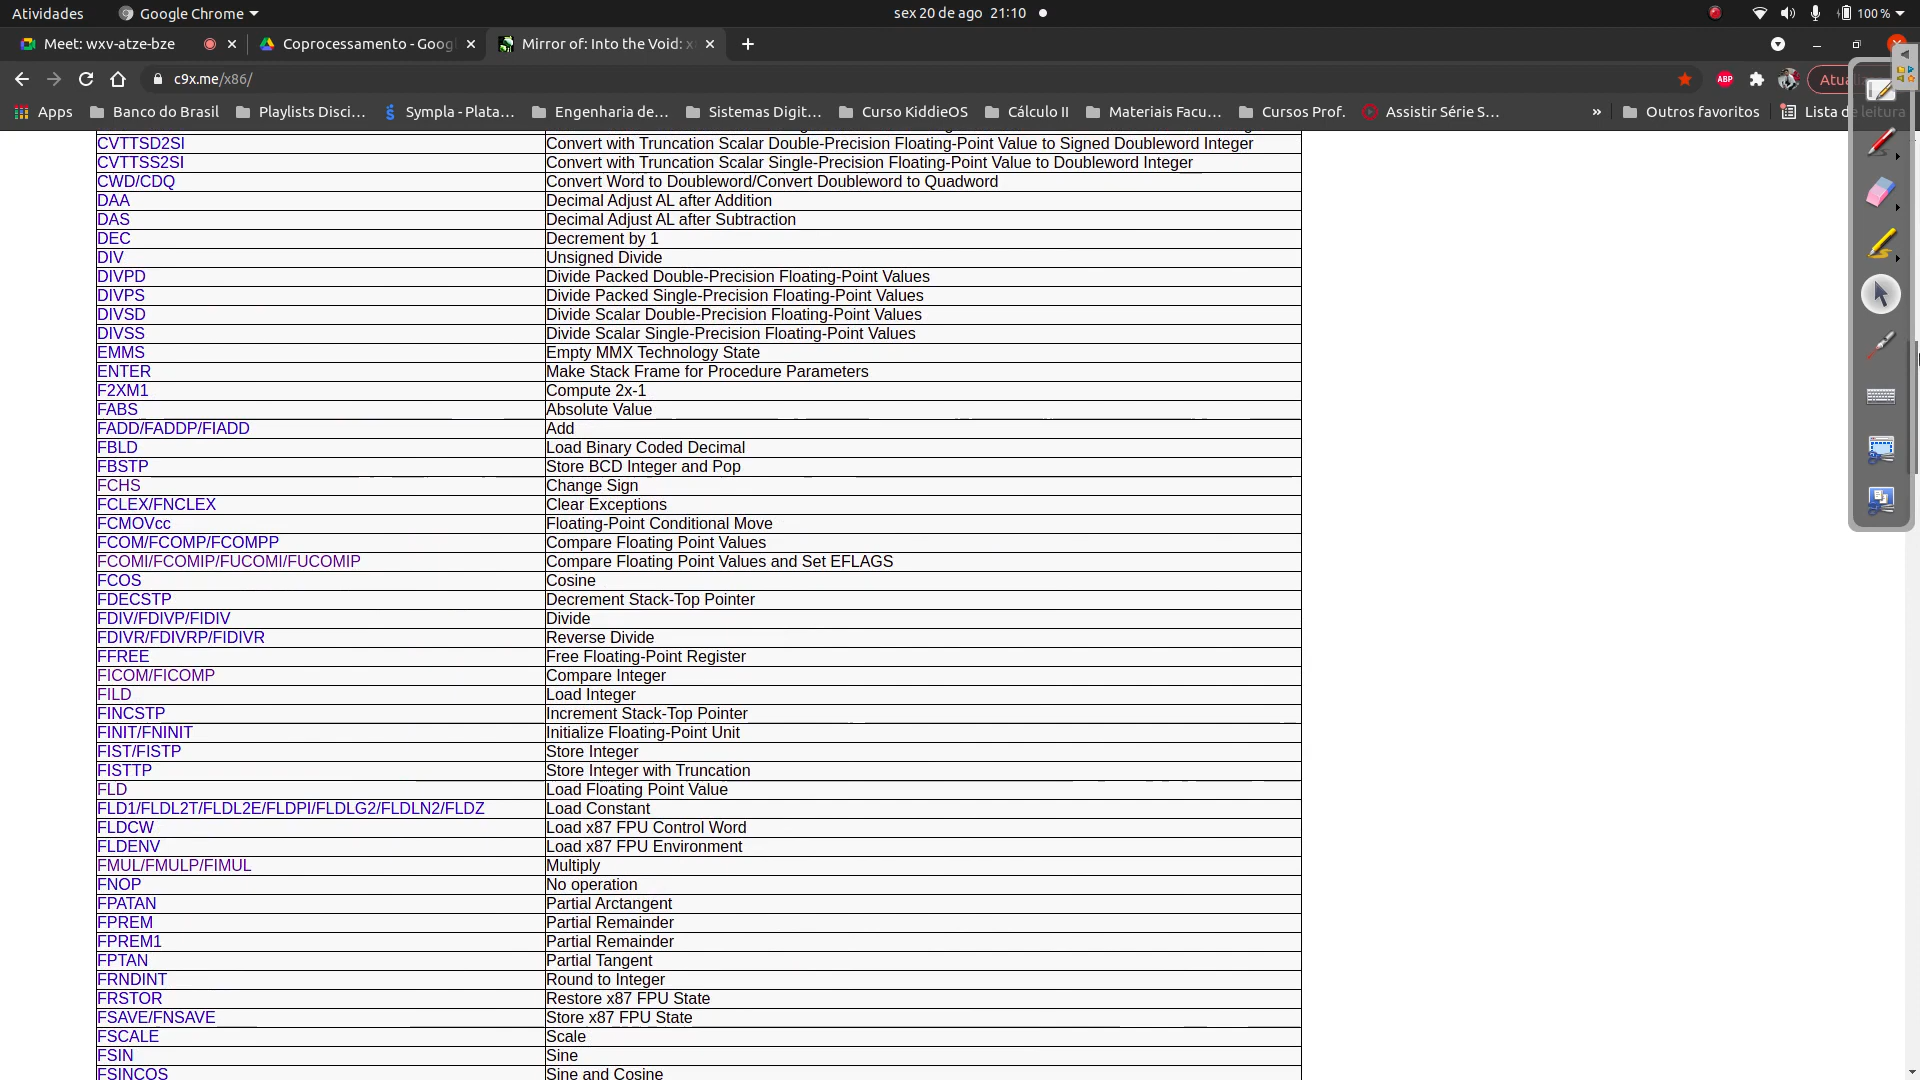 Atividades
Google Chrome
sex 20 de ago 21:10
100 %
Meet: wxv-atze-bze
Coprocessamento - Googl
Mirror of: Into the Void: x
c9x.me/x86/
ABP
Atual
Apps
Banco do Brasil
Playlists Disci…
Sympla - Plata…
Engenharia de…
Sistemas Digit…
Curso KiddieOS
Cálculo II
Materiais Facu…
Cursos Prof.
Assistir Série S…
»
Outros favoritos
Lista de leitura
CVTTSD2SI Convert with Truncation Scalar Double-Precision Floating-Point Value to Signed Doubleword Integer
CVTTSS2SI Convert with Truncation Scalar Single-Precision Floating-Point Value to Doubleword Integer
CWD/CDQ Convert Word to Doubleword/Convert Doubleword to Quadword
DAA Decimal Adjust AL after Addition
DAS Decimal Adjust AL after Subtraction
DEC Decrement by 1
DIV Unsigned Divide
DIVPD Divide Packed Double-Precision Floating-Point Values
DIVPS Divide Packed Single-Precision Floating-Point Values
DIVSD Divide Scalar Double-Precision Floating-Point Values
DIVSS Divide Scalar Single-Precision Floating-Point Values
EMMS Empty MMX Technology State
ENTER Make Stack Frame for Procedure Parameters
F2XM1 Compute 2x-1
FABS Absolute Value
FADD/FADDP/FIADD Add
FBLD Load Binary Coded Decimal
FBSTP Store BCD Integer and Pop
FCHS Change Sign
FCLEX/FNCLEX Clear Exceptions
FCMOVcc Floating-Point Conditional Move
FCOM/FCOMP/FCOMPP Compare Floating Point Values
FCOMI/FCOMIP/FUCOMI/FUCOMIP Compare Floating Point Values and Set EFLAGS
FCOS Cosine
FDECSTP Decrement Stack-Top Pointer
FDIV/FDIVP/FIDIV Divide
FDIVR/FDIVRP/FIDIVR Reverse Divide
FFREE Free Floating-Point Register
FICOM/FICOMP Compare Integer
FILD Load Integer
FINCSTP Increment Stack-Top Pointer
FINIT/FNINIT Initialize Floating-Point Unit
FIST/FISTP Store Integer
FISTTP Store Integer with Truncation
FLD Load Floating Point Value
FLD1/FLDL2T/FLDL2E/FLDPI/FLDLG2/FLDLN2/FLDZ Load Constant
FLDCW Load x87 FPU Control Word
FLDENV Load x87 FPU Environment
FMUL/FMULP/FIMUL Multiply
FNOP No operation
FPATAN Partial Arctangent
FPREM Partial Remainder
FPREM1 Partial Remainder
FPTAN Partial Tangent
FRNDINT Round to Integer
FRSTOR Restore x87 FPU State
FSAVE/FNSAVE Store x87 FPU State
FSCALE Scale
FSIN Sine
FSINCOS Sine and Cosine